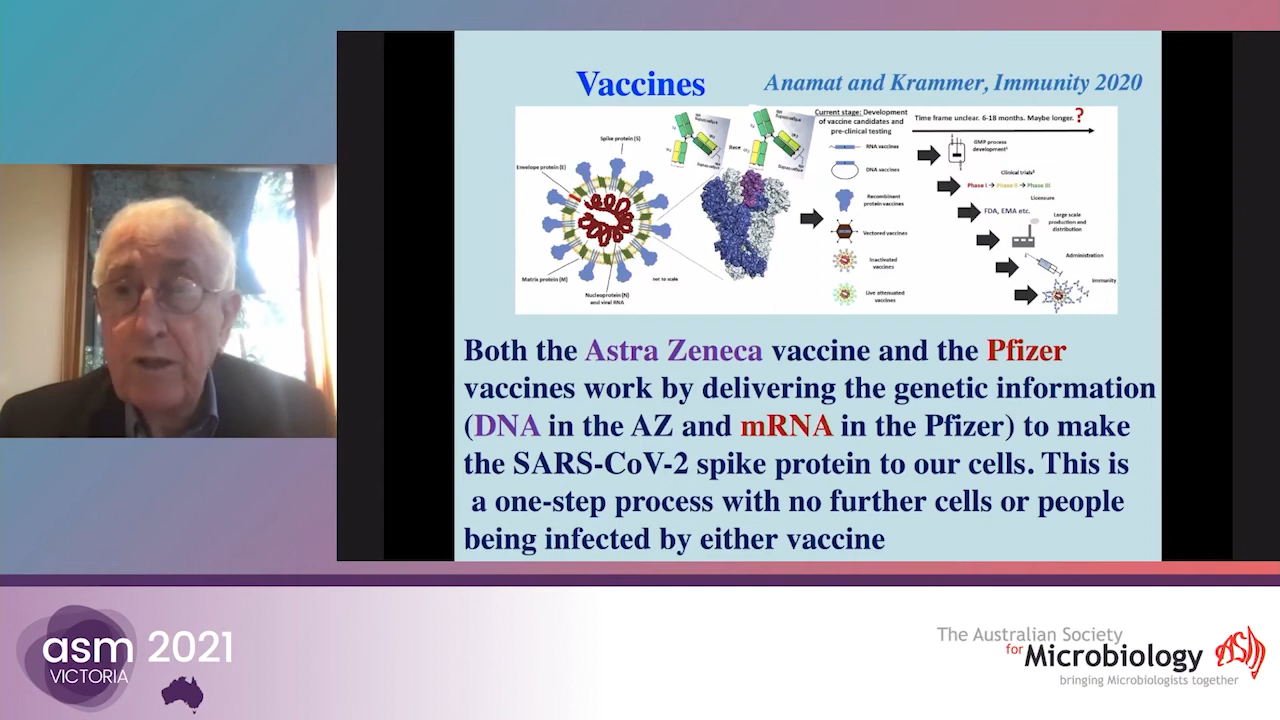 Vaccines
Anamat and Krammer, Immunity 2020
Spike protein (S)
Envelope protein (E)
Matrix protein (M)
Nucleoprotein (N)
and viral RNA
not to scale
Current stage: Development
of vaccine candidates and
pre-clinical testing
RNA vaccines
DNA vaccines
Recombinant
protein vaccines
Vectored vaccines
Inactivated
vaccines
Live attenuated
vaccines
Time frame unclear. 6-18 months. Maybe longer. ?
GMP process
development
Clinical trials
Phase I → Phase II → Phase III
Licensure
FDA, EMA etc.
Large scale
production and
distribution
Administration
Immunity
Both the Astra Zeneca vaccine and the Pfizer
vaccines work by delivering the genetic information
(DNA in the AZ and mRNA in the Pfizer) to make
the SARS-CoV-2 spike protein to our cells. This is
a one-step process with no further cells or people
being infected by either vaccine
asm 2021
VICTORIA
The Australian Society
for Microbiology
bringing Microbiologists together
ASM